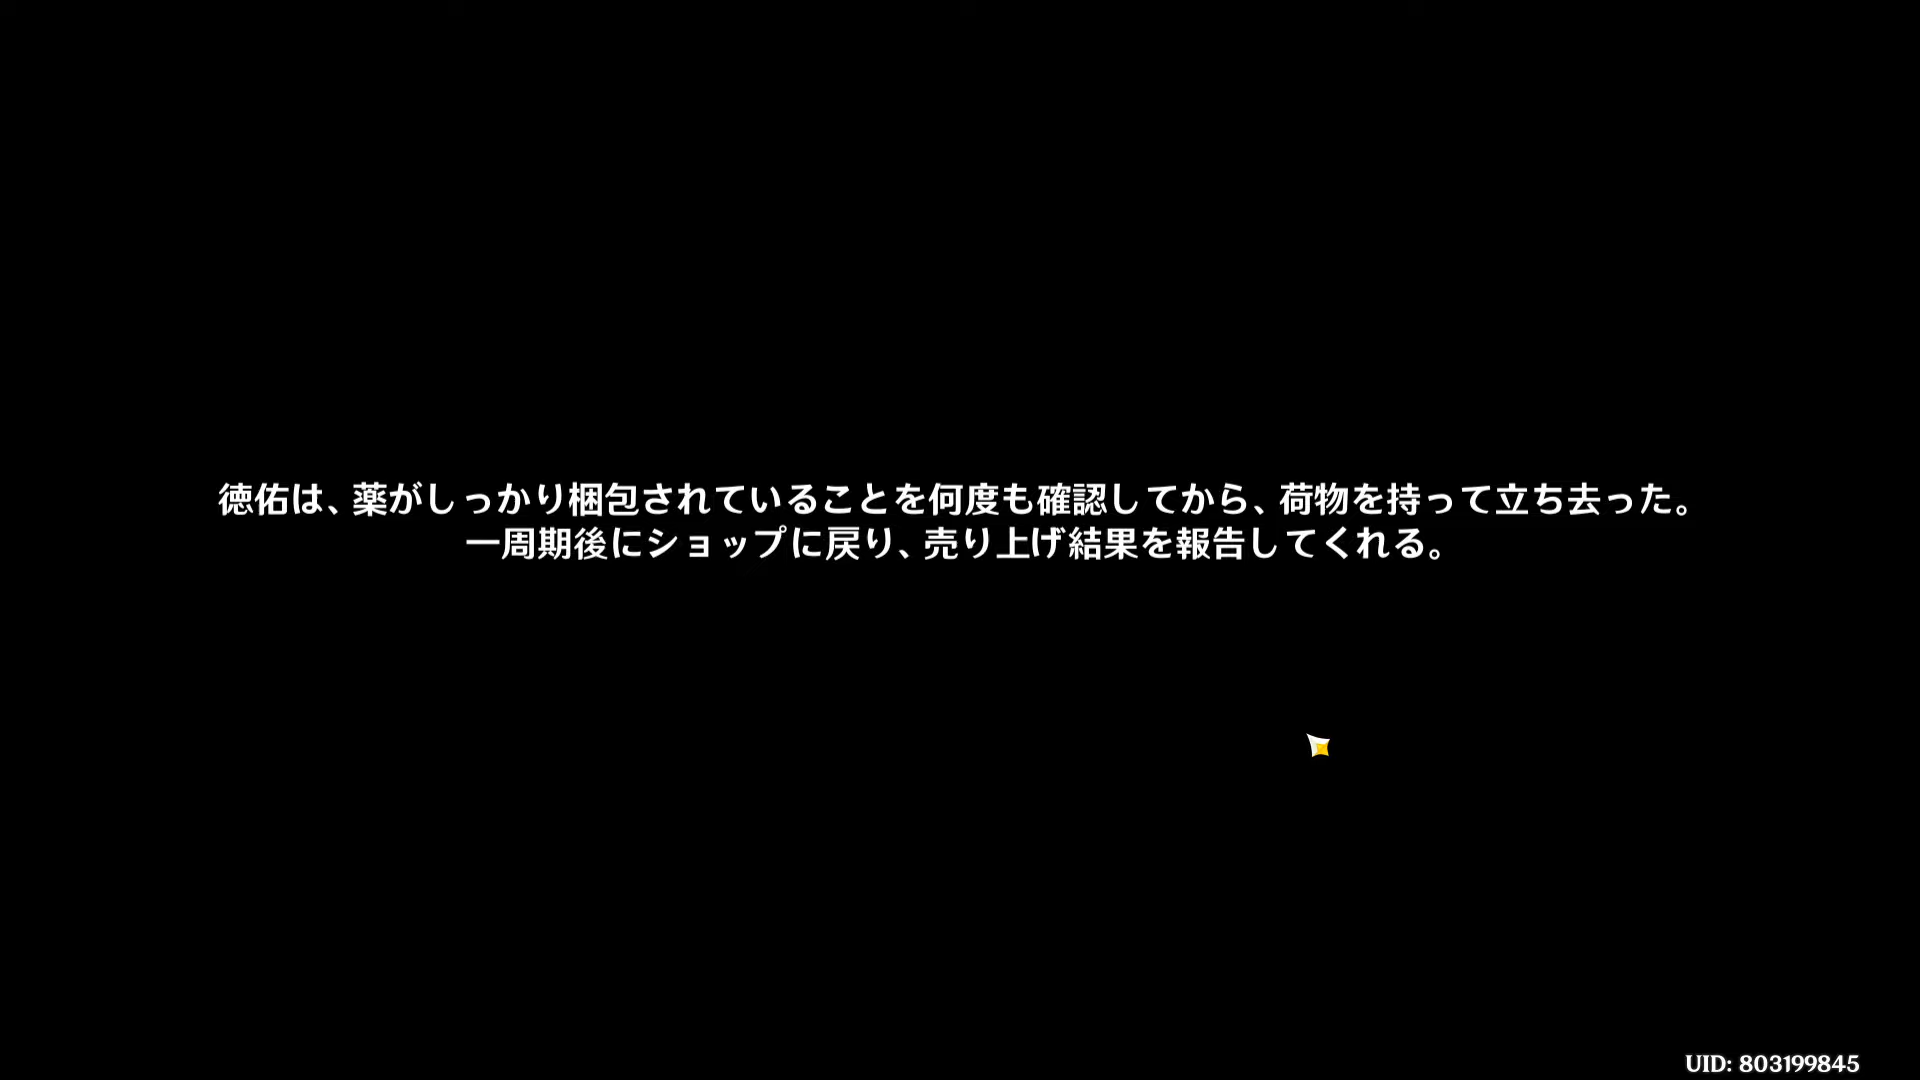 徳佑は、薬がしっかり梱包されていることを何度も確認してから、荷物を持って立ち去った。
一周期後にショップに戻り、売り上げ結果を報告してくれる。
UID: 803199845